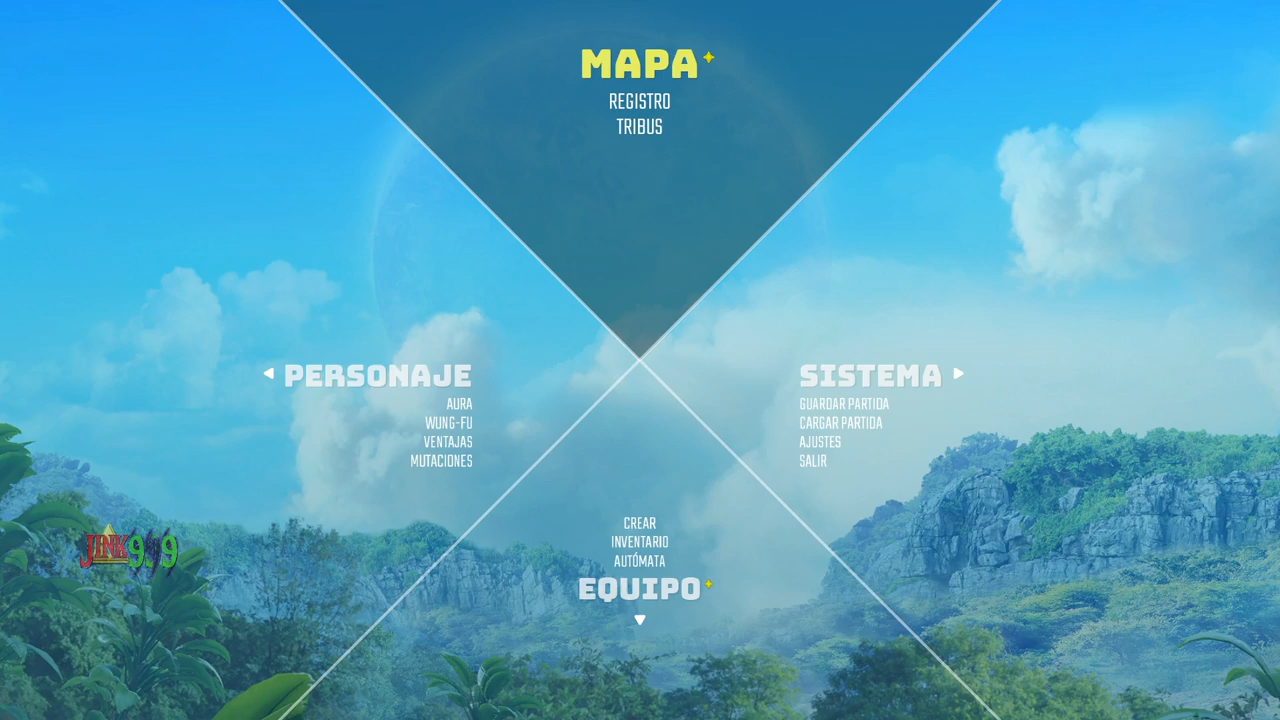 MAPA
REGISTRO
TRIBUS
PERSONAJE
AURA
WUNG-FU
VENTAJAS
MUTACIONES
SISTEMA
GUARDAR PARTIDA
CARGAR PARTIDA
AJUSTES
SALIR
CREAR
INVENTARIO
AUTÓMATA
EQUIPO
JINK999